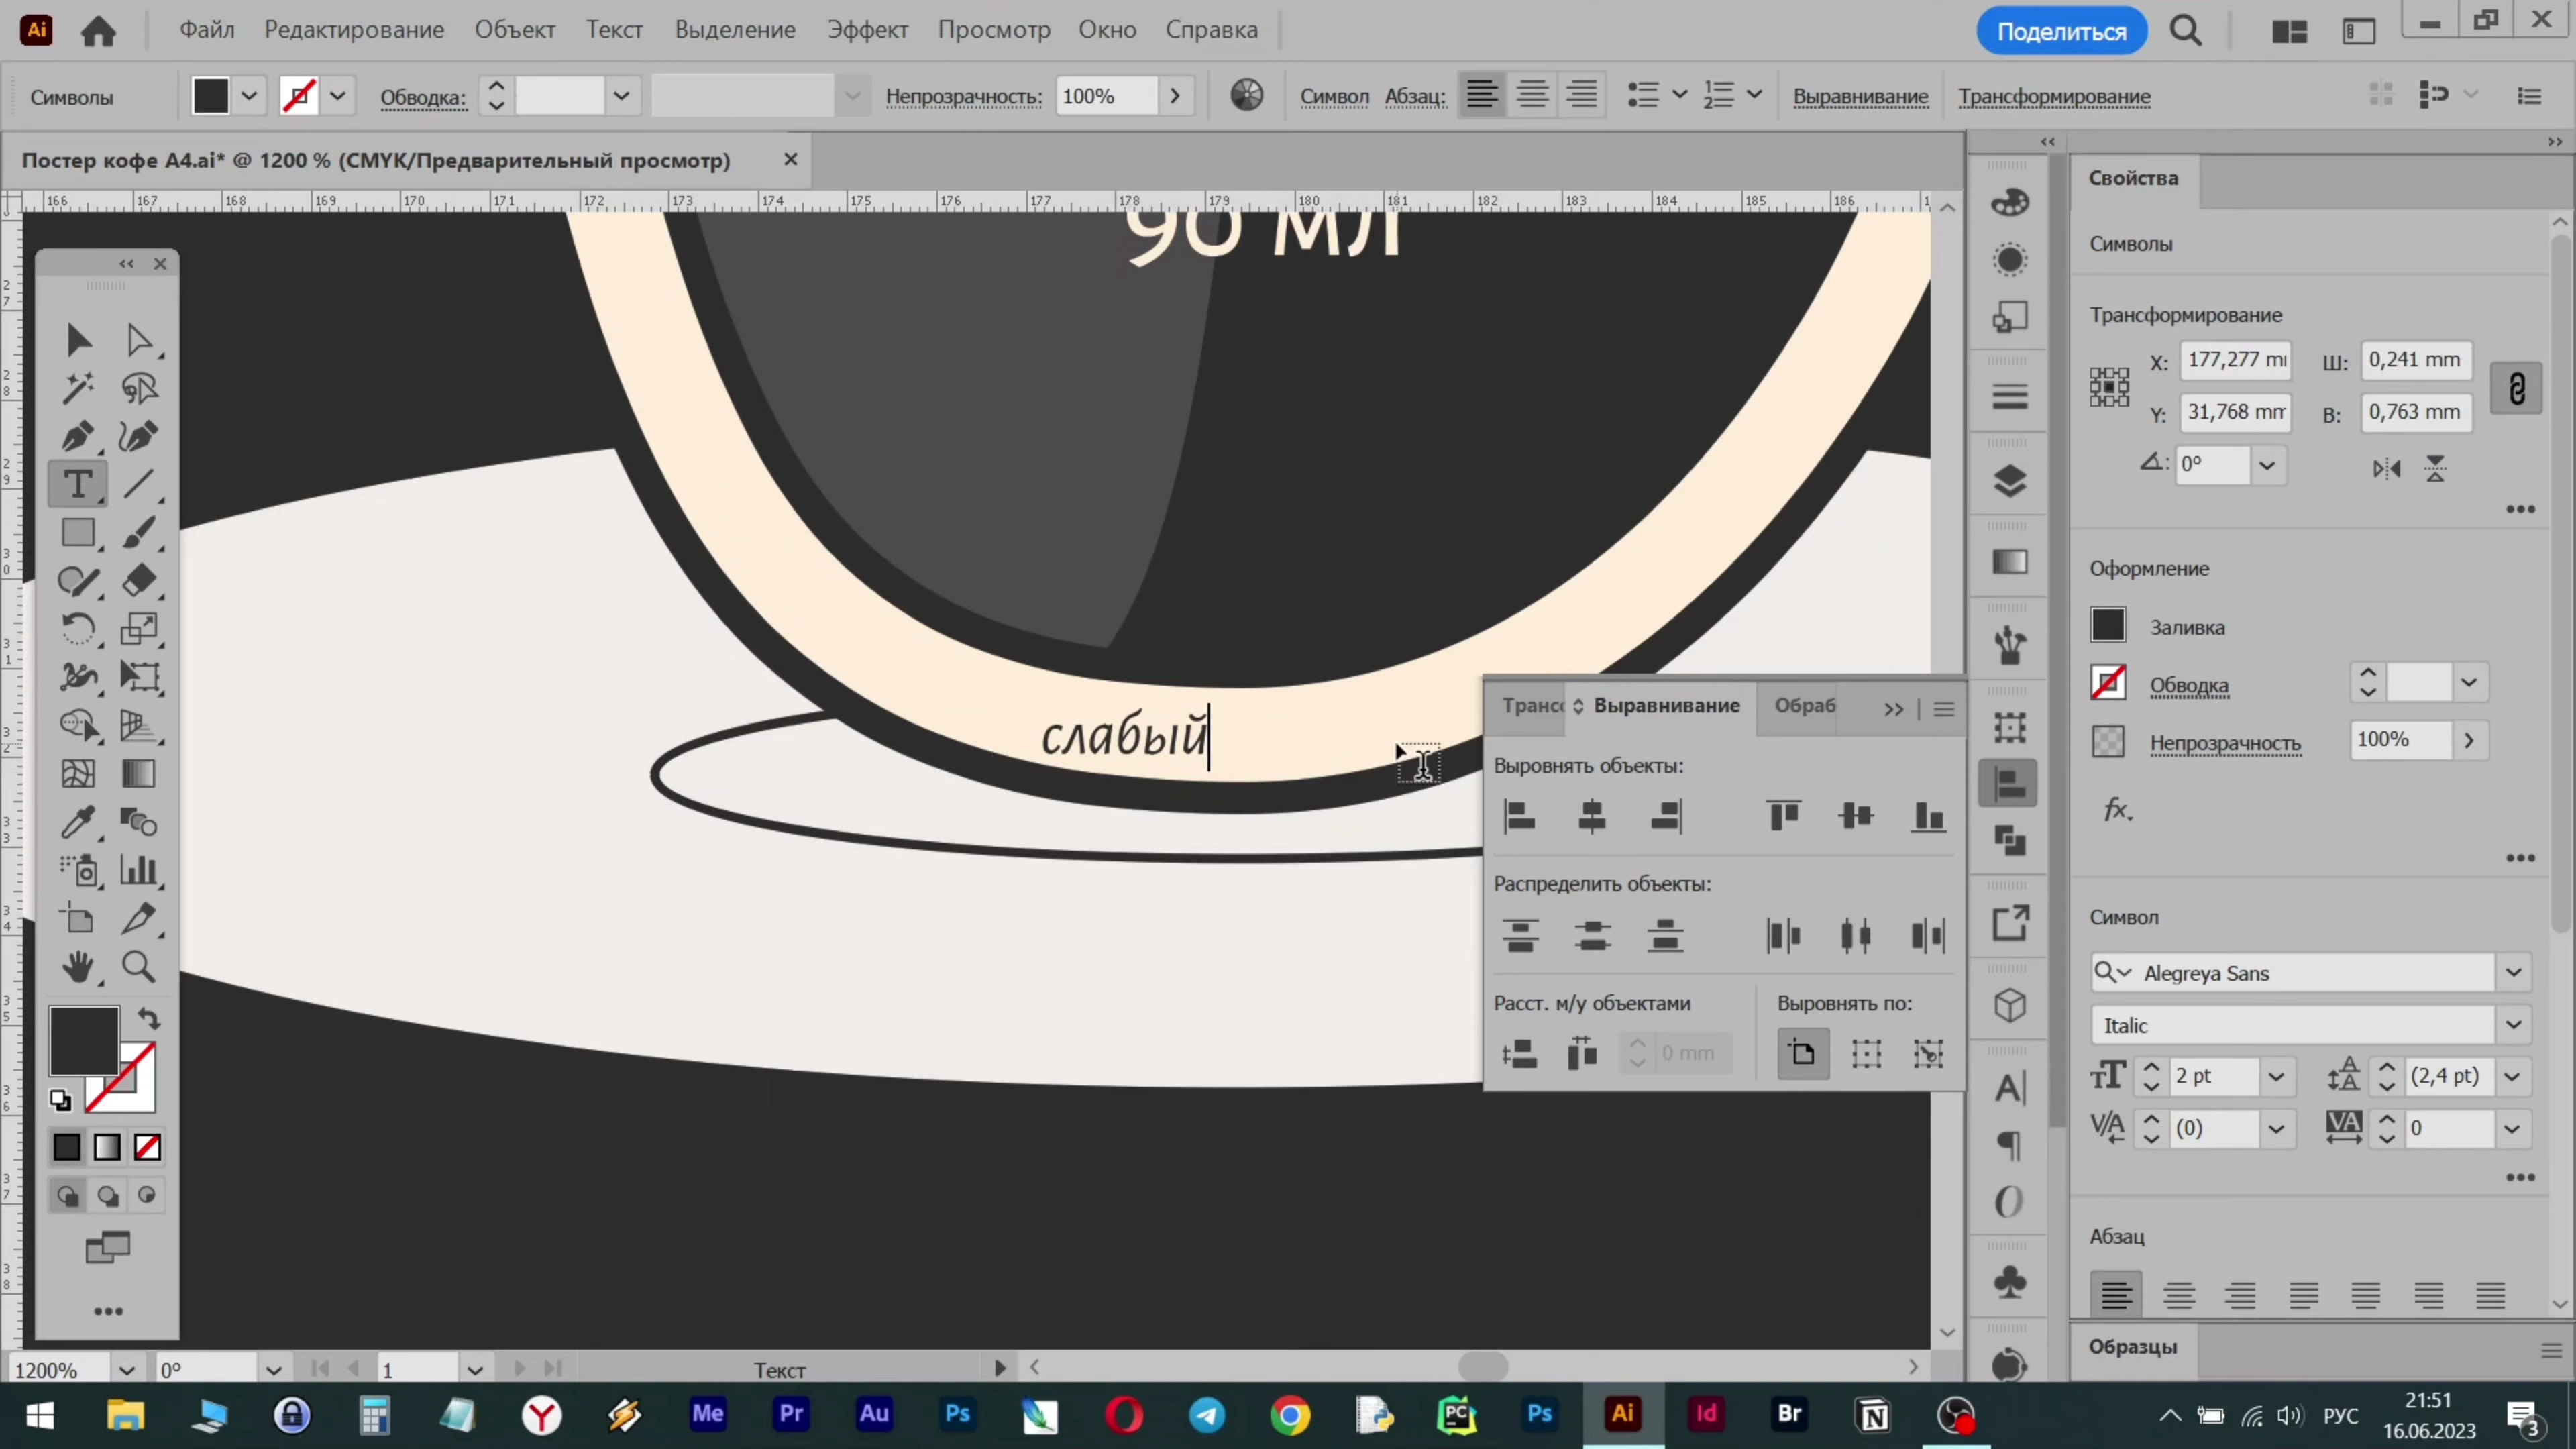 Ai Файл Редактирование Объект Текст Выделение Эффект Просмотр Окно Справка Поделиться
Символы Обводка: Непрозрачность: 100% Символ Абзац: Выравнивание Трансформирование
Постер кофе А4.ai* @ 1200 % (CMYK/Предварительный просмотр)
166 167 168 169 170 171 172 173 174 175 176 177 178 179 180 181 182 183 184 185 186
90 мл
слабый
Выравнивание
Выровнять объекты:
Распределить объекты:
Расст. м/у объектами Выровнять по:
0 mm
Свойства
Символы
Трансформирование
X: 177,277 Ш: 0,241 mm
Y: 31,768 В: 0,763 mm
0°
Оформление
Заливка
Обводка
Непрозрачность 100%
fx
Символ
Alegreya Sans
Italic
2 pt (2,4 pt)
(0) 0
Абзац
Образцы
1200% 0° 1 Текст
Me Pr Au Ps PC Ps Ai Id Br
РУС
21:51
16.06.2023
3